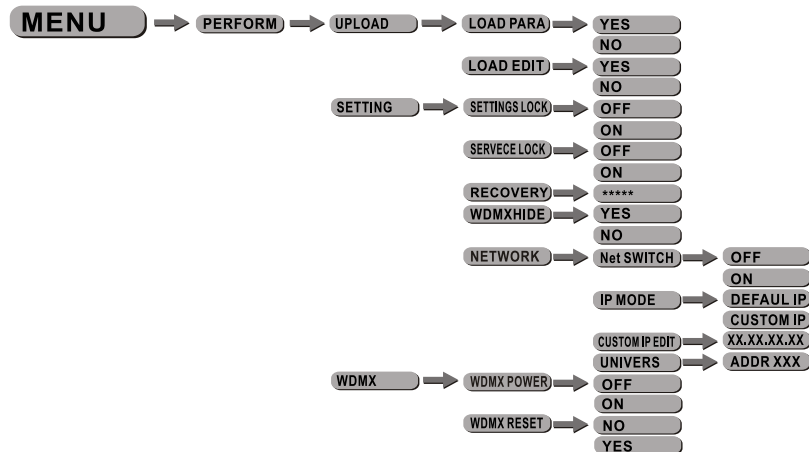 MENU PERFORM UPLOAD LOAD PARA YES
NO
LOAD EDIT YES
NO
SETTING SETTINGS LOCK OFF
ON
SERVECE LOCK OFF
ON
RECOVERY *****
WDMXHIDE YES
NO
NETWORK Net SWITCH OFF
ON
IP MODE DEFAUL IP
CUSTOM IP
CUSTOM IP EDIT XX.XX.XX.XX
UNIVERS ADDR XXX
WDMX WDMX POWER OFF
ON
WDMX RESET NO
YES